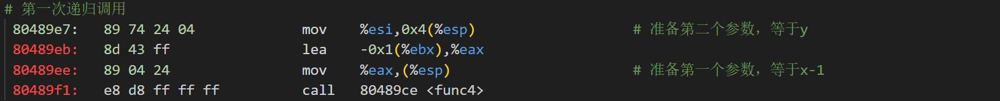 # 第一次递归调用
80489e7: 89 74 24 04 mov %esi,0x4(%esp) # 准备第二个参数，等于y
80489eb: 8d 43 ff lea -0x1(%ebx),%eax
80489ee: 89 04 24 mov %eax,(%esp) # 准备第一个参数，等于x-1
80489f1: e8 d8 ff ff ff call 80489ce <func4>